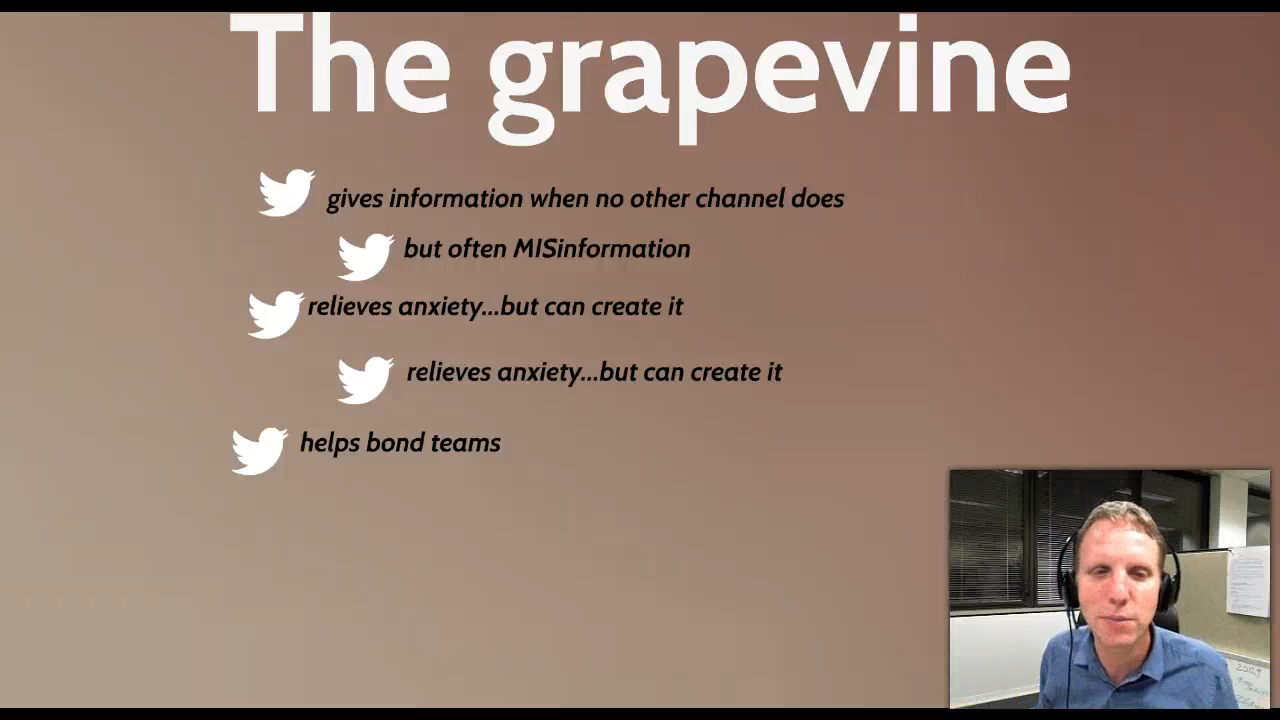 The grapevine
gives information when no other channel does
but often MISinformation
relieves anxiety...but can create it
relieves anxiety...but can create it
helps bond teams